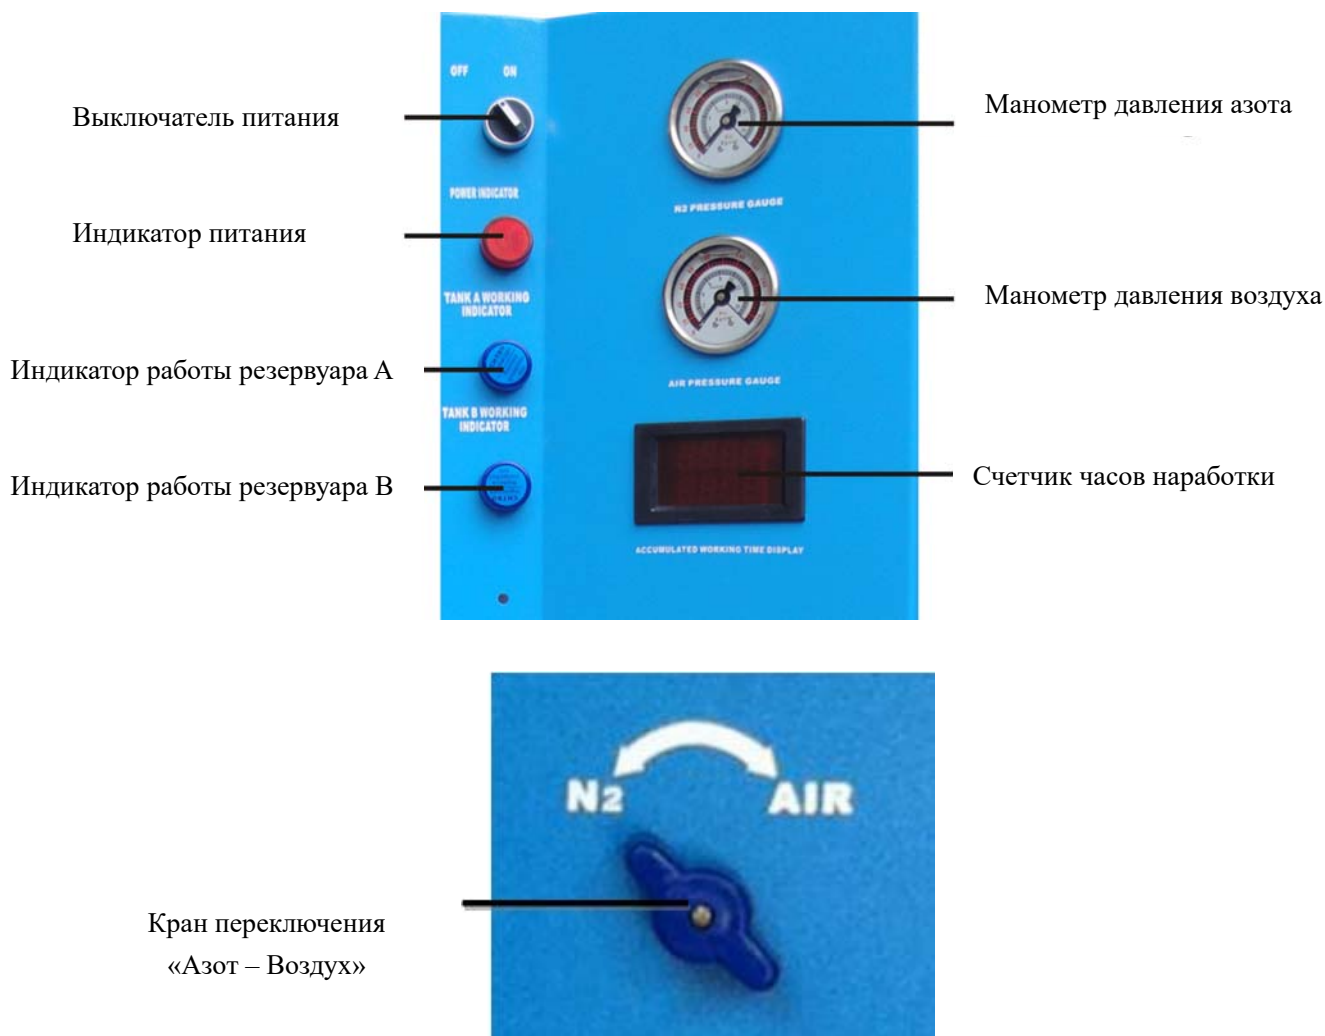 OFF ON
Выключатель питания
Манометр давления азота
POWER INDICATOR
N2 PRESSURE GAUGE
Индикатор питания
TANK A WORKING
INDICATOR
Манометр давления воздуха
Индикатор работы резервуара A
AIR PRESSURE GAUGE
TANK B WORKING
INDICATOR
Индикатор работы резервуара B
Счетчик часов наработки
ACCUMULATED WORKING TIME DISPLAY
N2 AIR
Кран переключения
«Азот – Воздух»